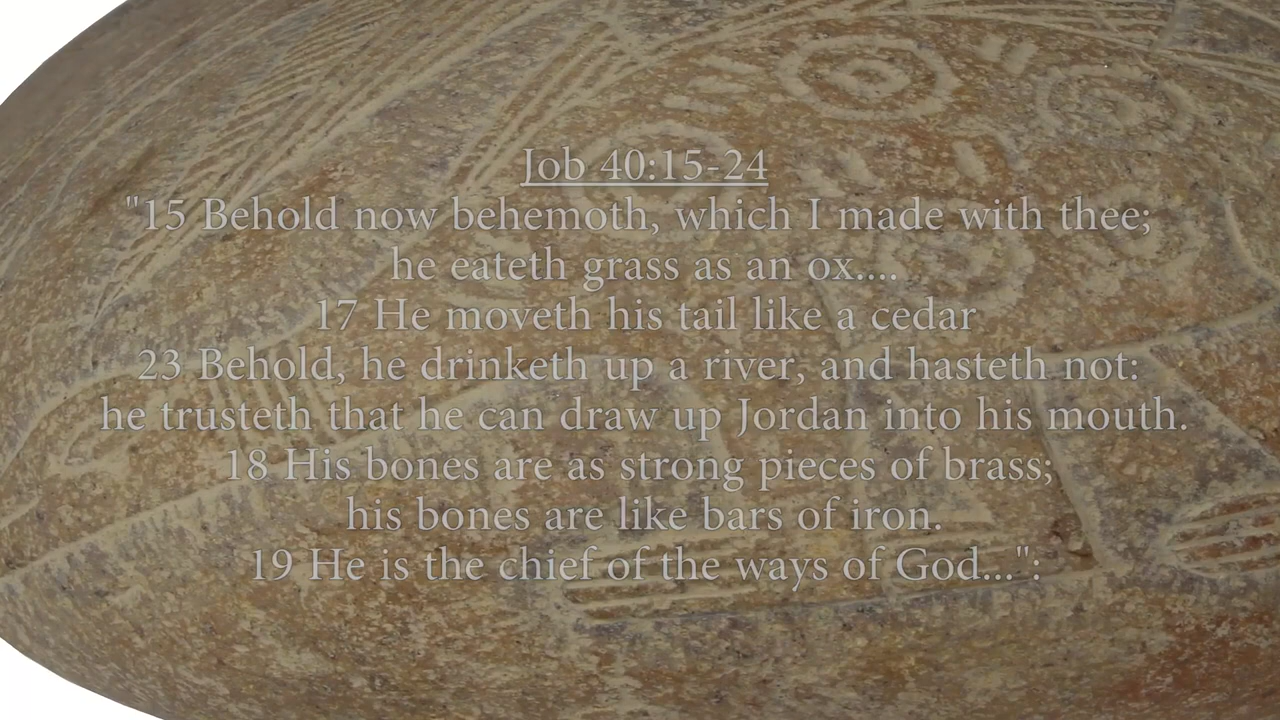 Job 40:15-24
"15 Behold now behemoth, which I made with thee;
he eateth grass as an ox....
17 He moveth his tail like a cedar
23 Behold, he drinketh up a river, and hasteth not:
he trusteth that he can draw up Jordan into his mouth.
18 His bones are as strong pieces of brass;
his bones are like bars of iron.
19 He is the chief of the ways of God...":